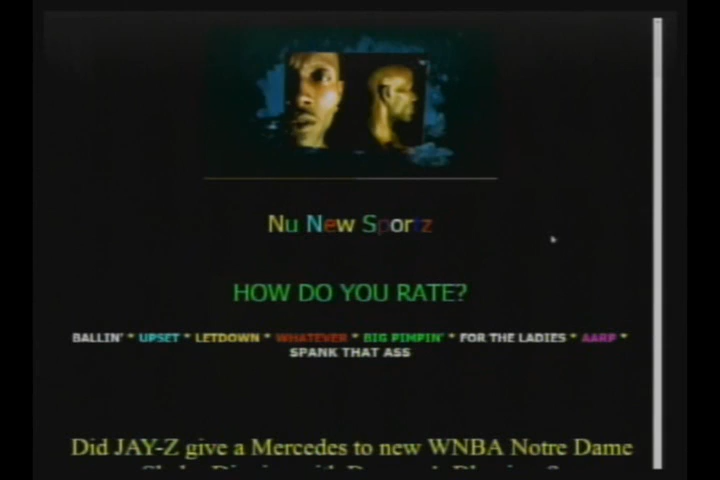 Nu New Sportz
HOW DO YOU RATE?
BALLIN' * UPSET * LETDOWN * WHATEVER * BIG PIMPIN' * FOR THE LADIES * AARP *
SPANK THAT ASS
Did JAY-Z give a Mercedes to new WNBA Notre Dame